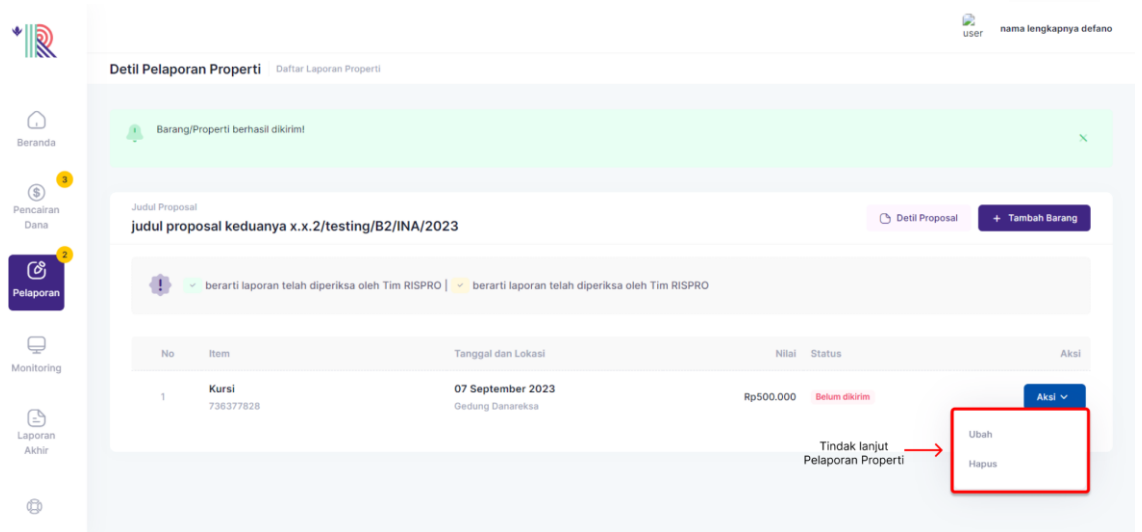 user
nama lengkapnya defano
Detil Pelaporan Properti
Daftar Laporan Properti
Beranda
Barang/Properti berhasil dikirim!
3
Pencairan
Dana
Judul Proposal
judul proposal keduanya x.x.2/testing/B2/INA/2023
Detil Proposal
+ Tambah Barang
2
Pelaporan
! berarti laporan telah diperiksa oleh Tim RISPRO | berarti laporan telah diperiksa oleh Tim RISPRO
Monitoring
No Item Tanggal dan Lokasi Nilai Status Aksi
1 Kursi 07 September 2023 Rp500.000 Belum dikirim Aksi
736377828 Gedung Danareksa
Laporan
Akhir
Tindak lanjut
Pelaporan Properti
Ubah
Hapus